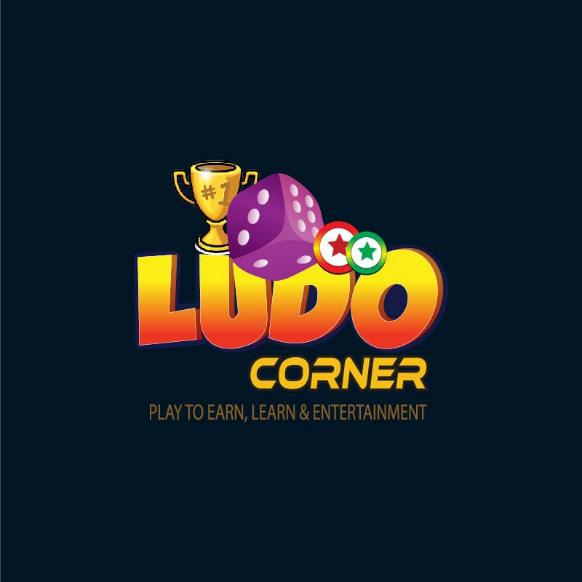 #1
LUDO
CORNER
PLAY TO EARN, LEARN & ENTERTAINMENT